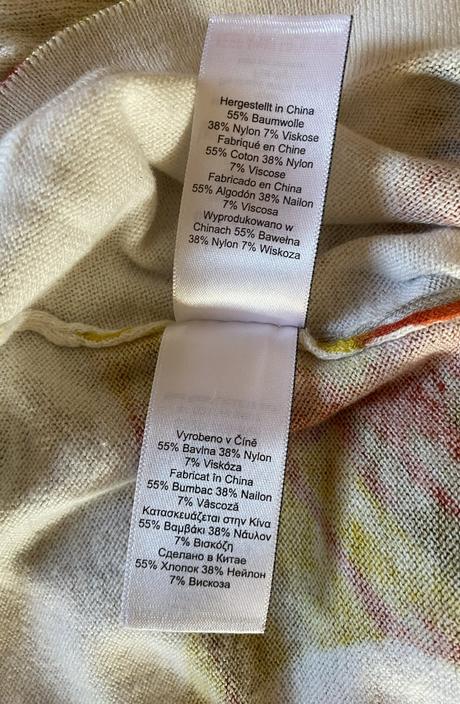 Hergestellt in China
55% Baumwolle
38% Nylon 7% Viskose
Fabriqué en Chine
55% Coton 38% Nylon
7% Viscose
Fabricado en China
55% Algodón 38% Nailon
7% Viscosa
Wyprodukowano w
Chinach 55% Bawełna
38% Nylon 7% Wiskoza
Vyrobeno v Číně
55% Bavlna 38% Nylon
7% Viskóza
Fabricat în China
55% Bumbac 38% Nailon
7% Vâscoză
Κατασκευάζεται στην Κίνα
55% Βαμβάκι 38% Νάυλον
7% Βισκόζη
Сделано в Китае
55% Хлопок 38% Нейлон
7% Вискоза